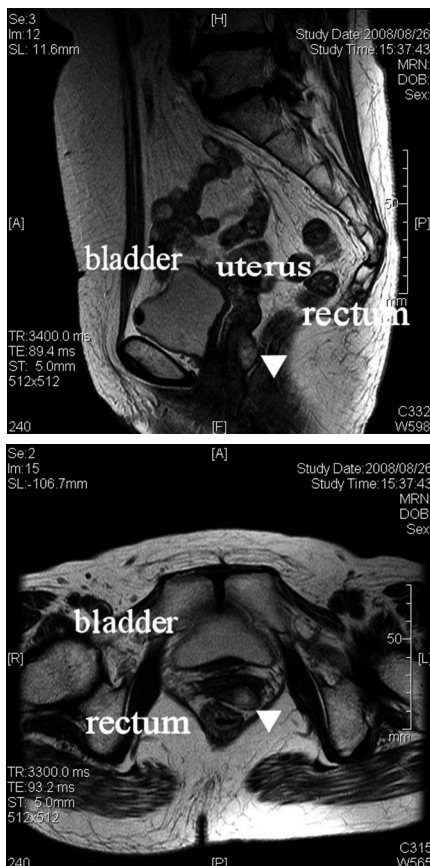 Se:3
Im:12
SL: 11.6mm
[H]
Study Date:2008/08/26
Study Time:15:37:43
MRN:
DOB:
Sex:
50
[A]
[P]
bladder
uterus
rectum
mm
TR:3400.0 ms
TE:89.4 ms
ST: 5.0mm
512x512
240
[F]
C332
W598
Se:2
Im:15
SL:-106.7mm
[A]
Study Date:2008/08/26
Study Time:15:37:43
MRN:
DOB:
Sex:
bladder
50
[R]
[L]
rectum
mm
TR:3300.0 ms
TE:93.2 ms
ST: 5.0mm
512x512
240
[P]
C315
W565